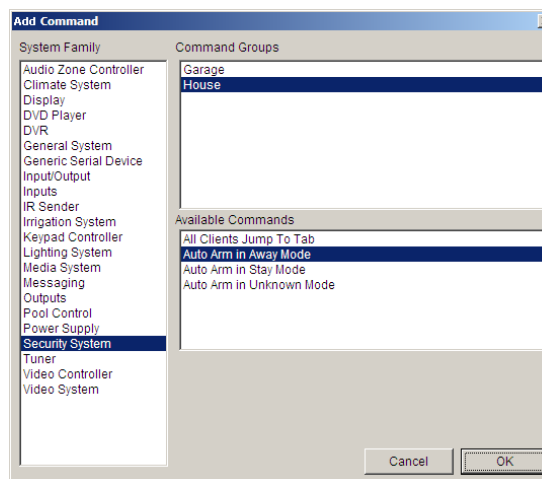 Add Command
System Family
Audio Zone Controller
Climate System
Display
DVD Player
DVR
General System
Generic Serial Device
Input/Output
Inputs
IR Sender
Irrigation System
Keypad Controller
Lighting System
Media System
Messaging
Outputs
Pool Control
Power Supply
Security System
Tuner
Video Controller
Video System
Command Groups
Garage
House
Available Commands
All Clients Jump To Tab
Auto Arm in Away Mode
Auto Arm in Stay Mode
Auto Arm in Unknown Mode
Cancel
OK